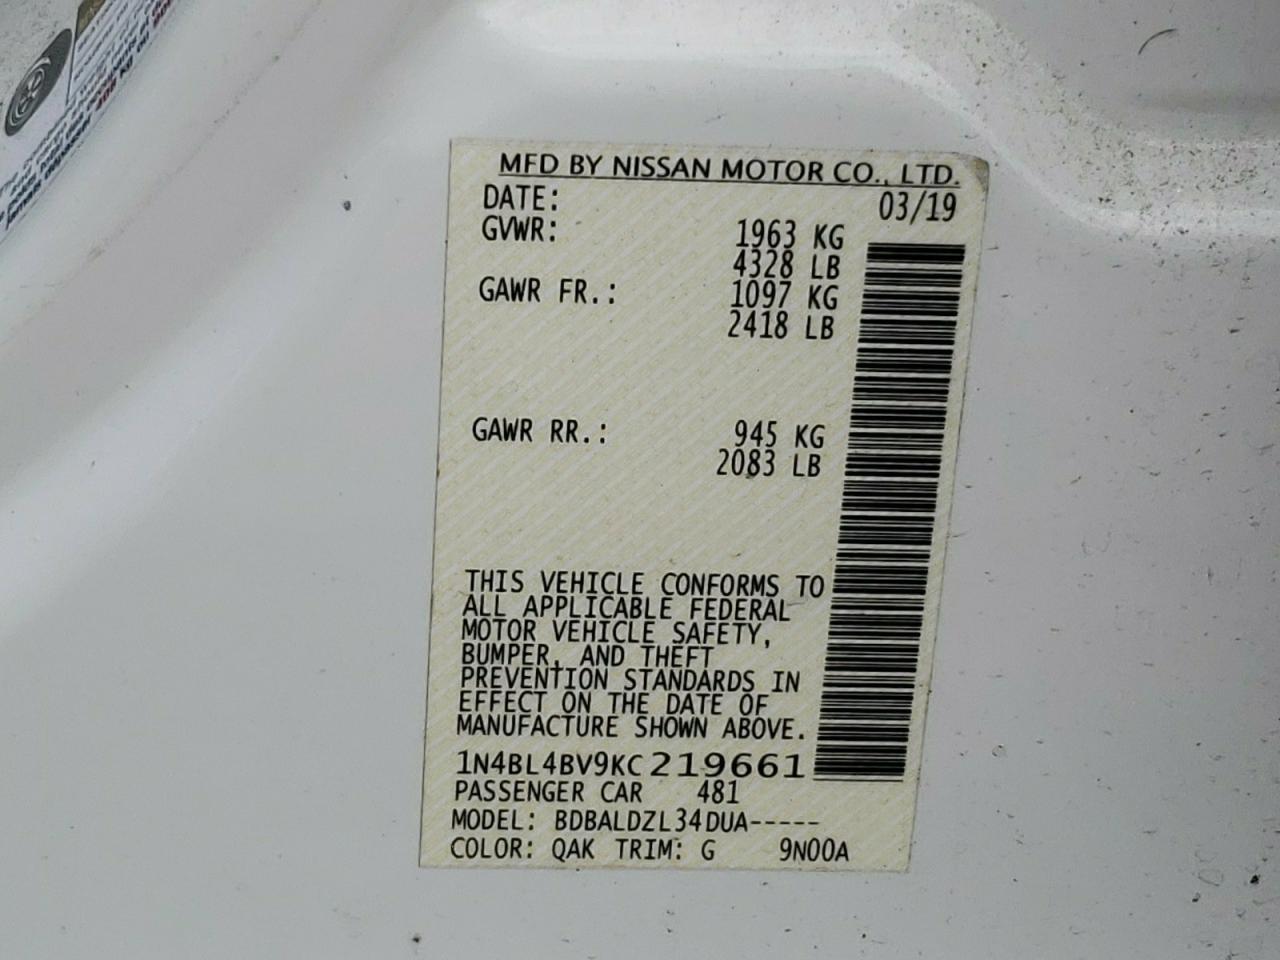 MFD BY NISSAN MOTOR CO., LTD.
DATE: 03/19
GVWR: 1963 KG
4328 LB
GAWR FR.: 1097 KG
2418 LB
GAWR RR.: 945 KG
2083 LB
THIS VEHICLE CONFORMS TO
ALL APPLICABLE FEDERAL
MOTOR VEHICLE SAFETY,
BUMPER, AND THEFT
PREVENTION STANDARDS IN
EFFECT ON THE DATE OF
MANUFACTURE SHOWN ABOVE.
1N4BL4BV9KC219661
PASSENGER CAR 481
MODEL: BDBALDZL34DUA-----
COLOR: QAK TRIM: G 9N00A